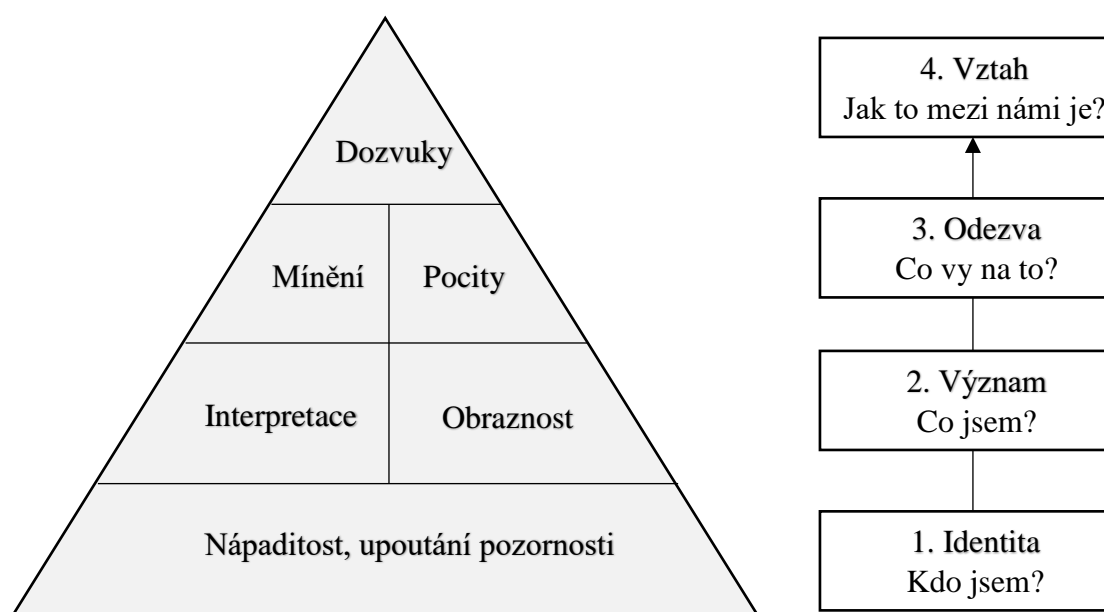 Dozvuky
Mínění
Pocity
Interpretace
Obraznost
Nápaditost, upoutání pozornosti
4. Vztah
Jak to mezi námi je?
3. Odezva
Co vy na to?
2. Význam
Co jsem?
1. Identita
Kdo jsem?